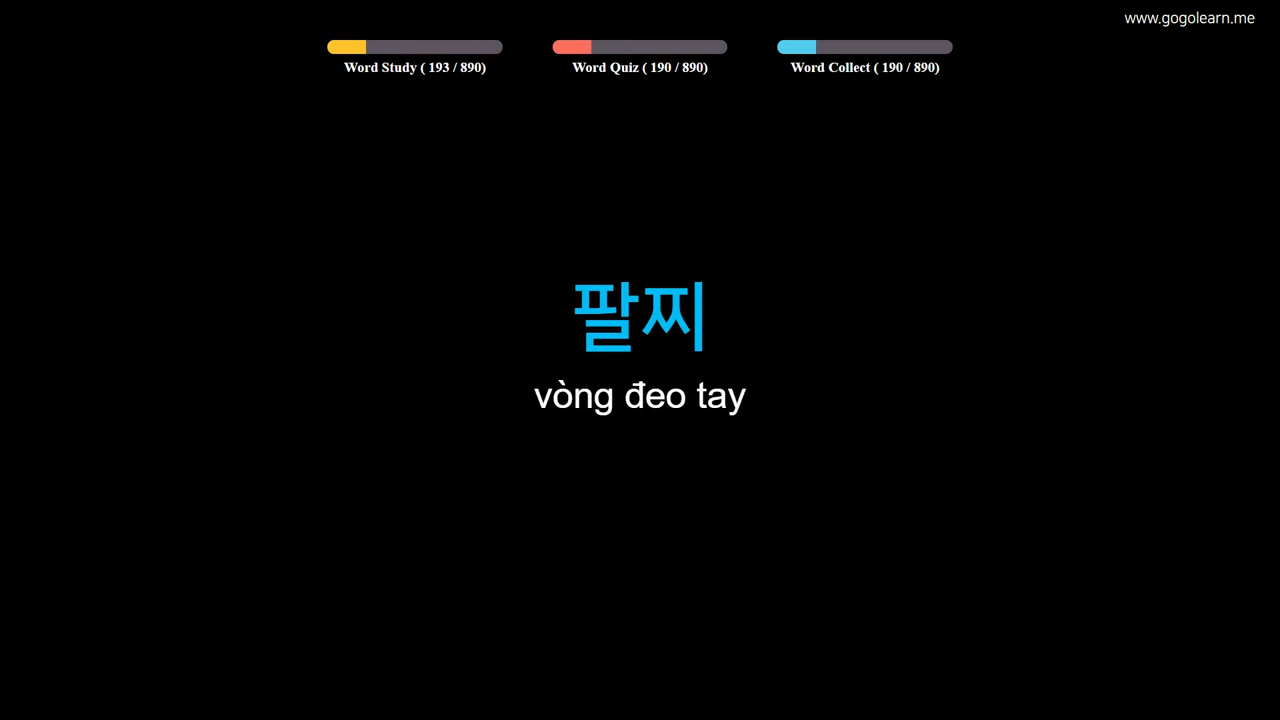 www.gogolearn.me
Word Study ( 193 / 890)
Word Quiz ( 190 / 890)
Word Collect ( 190 / 890)
팔찌
vòng đeo tay